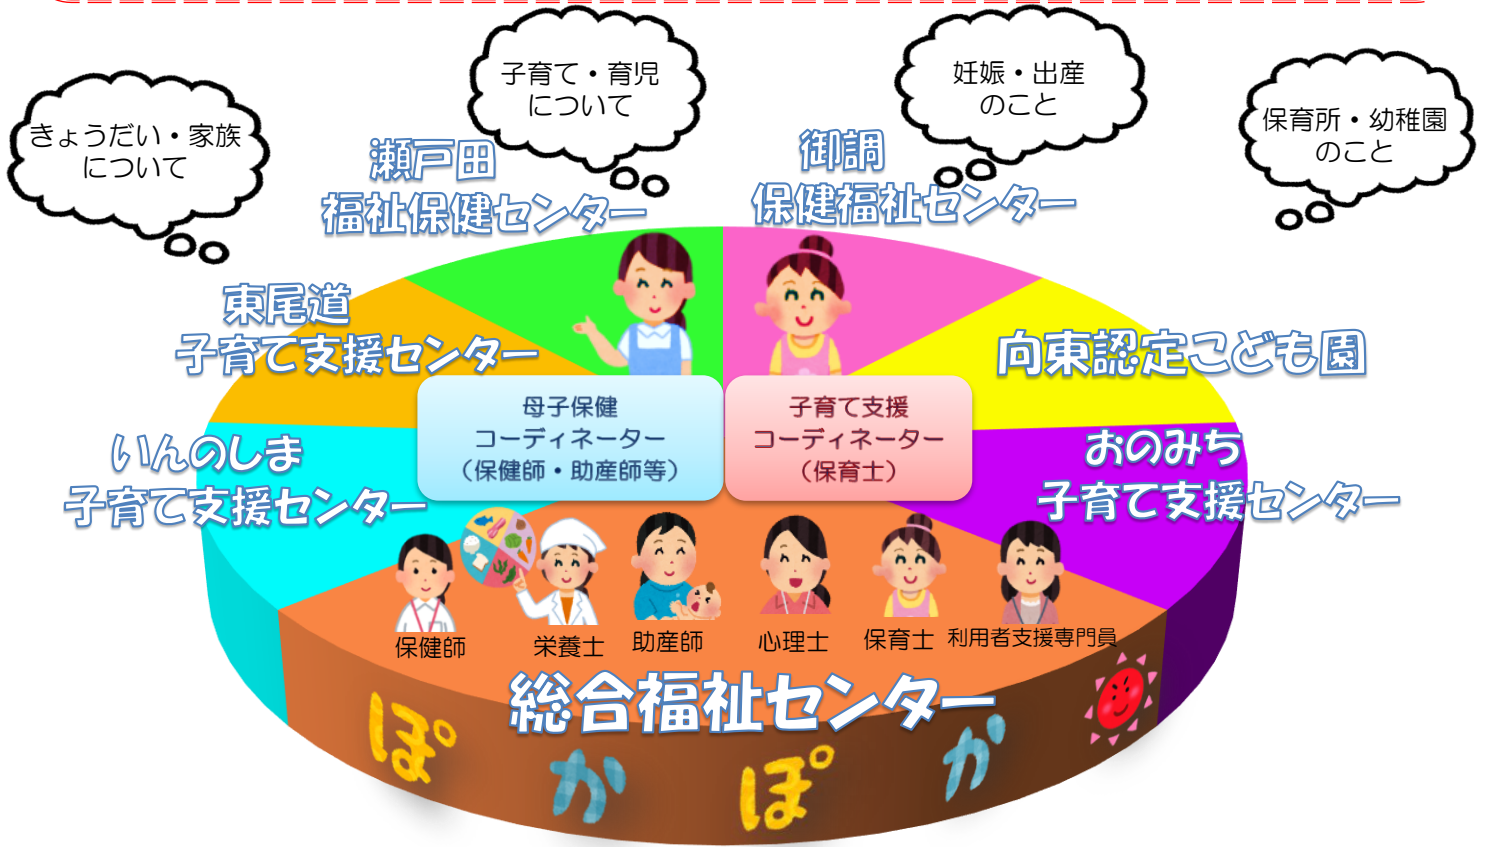 子育て・育児
について
妊娠・出産
のこと
きょうだい・家族
について
保育所・幼稚園
のこと
瀬戸田
福祉保健センター
御調
保健福祉センター
東尾道
子育て支援センター
向東認定こども園
母子保健
コーディネーター
（保健師・助産師等）
子育て支援
コーディネーター
（保育士）
いんのしま
子育て支援センター
おのみち
子育て支援センター
保健師
栄養士
助産師
心理士
保育士
利用者支援専門員
総合福祉センター
ぽかぽか